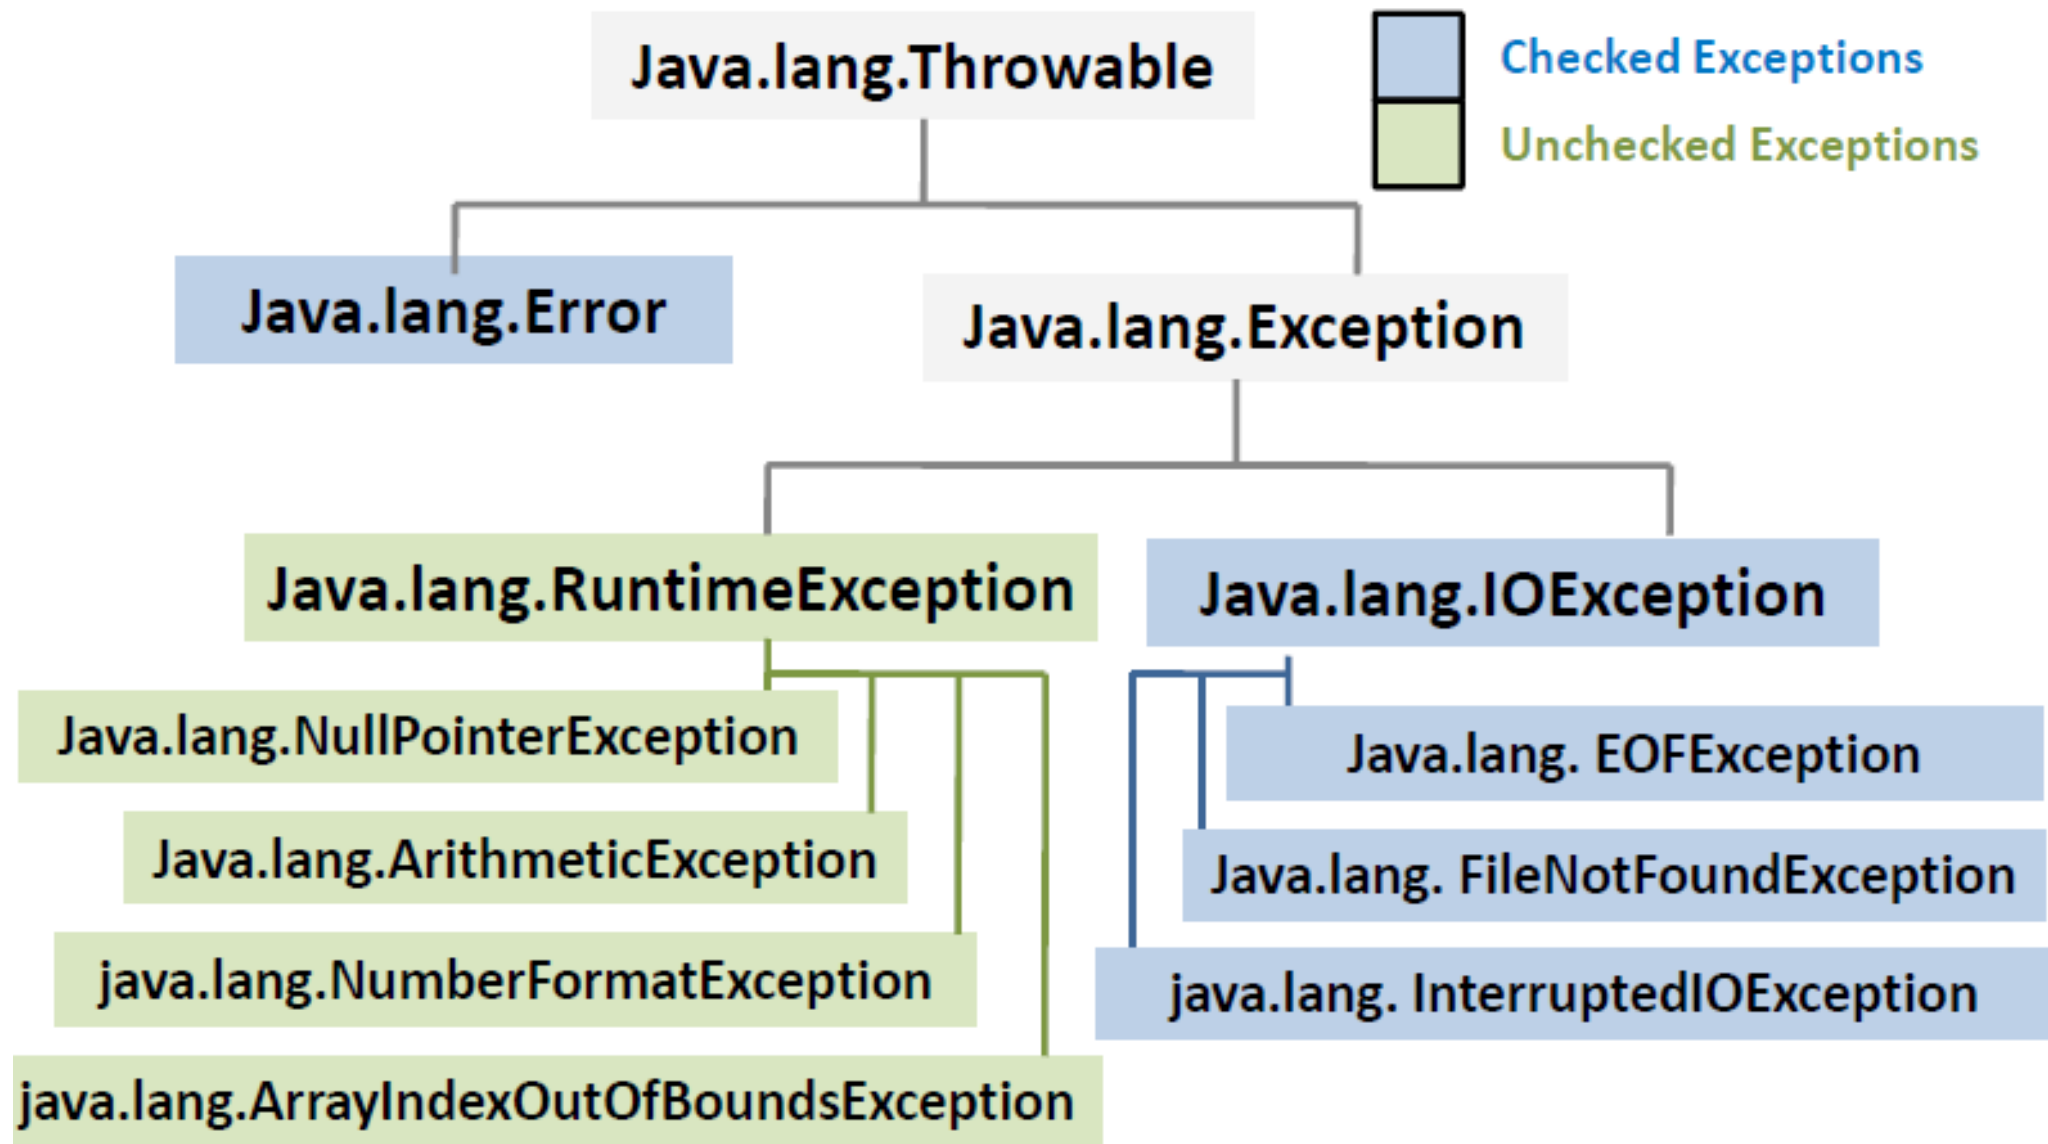 Java.lang.Throwable
Checked Exceptions
Unchecked Exceptions
Java.lang.Error
Java.lang.Exception
Java.lang.RuntimeException
Java.lang.IOException
Java.lang.NullPointerException
Java.lang. EOFException
Java.lang.ArithmeticException
Java.lang. FileNotFoundException
java.lang.NumberFormatException
java.lang. InterruptedIOException
java.lang.ArrayIndexOutOfBoundsException